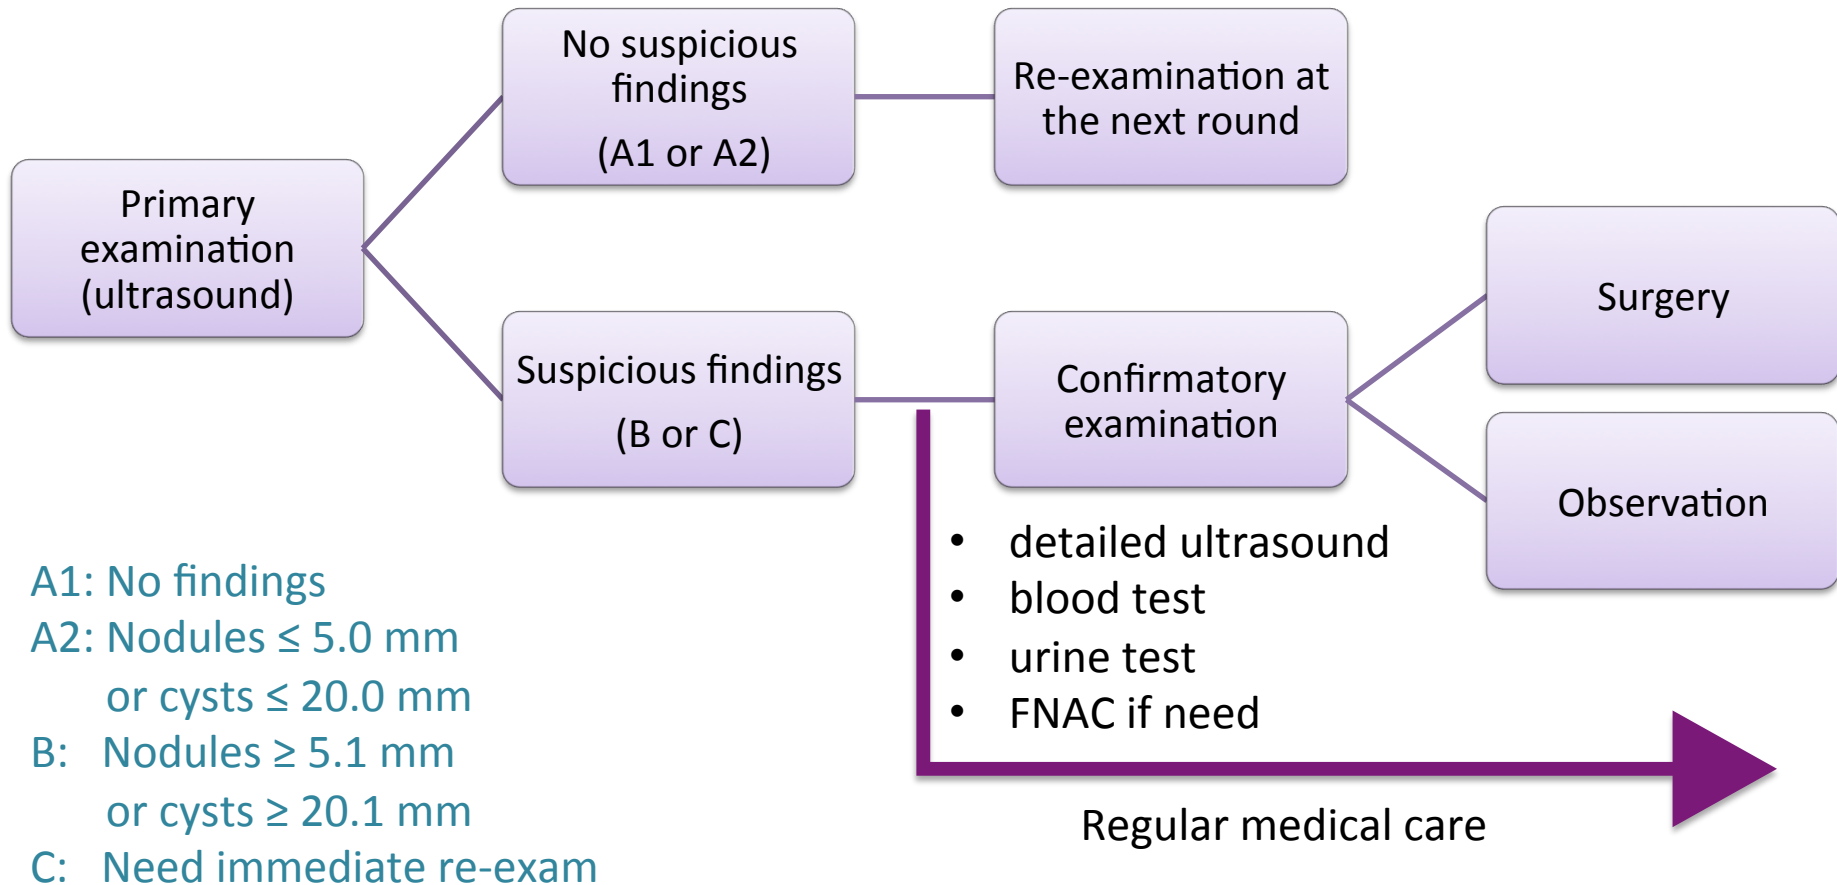 Primary
examination
(ultrasound)
No suspicious
findings
(A1 or A2)
Re-examination at
the next round
Suspicious findings
(B or C)
Confirmatory
examination
Surgery
Observation
• detailed ultrasound
• blood test
• urine test
• FNAC if need
Regular medical care
A1: No findings
A2: Nodules ≤ 5.0 mm
or cysts ≤ 20.0 mm
B: Nodules ≥ 5.1 mm
or cysts ≥ 20.1 mm
C: Need immediate re-exam